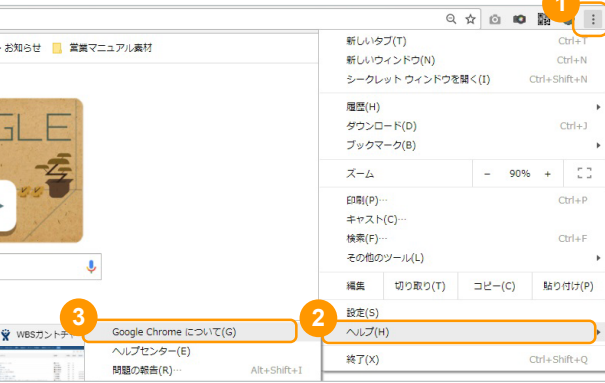 1
お知らせ 営業マニュアル素材
新しいタブ(T) Ctrl+T
新しいウィンドウ(N) Ctrl+N
シークレット ウィンドウを開く(I) Ctrl+Shift+N
履歴(H)
ダウンロード(D) Ctrl+J
ブックマーク(B)
ズーム - 90% +
印刷(P)… Ctrl+P
キャスト(C)…
検索(F)… Ctrl+F
その他のツール(L)
編集 切り取り(T) コピー(C) 貼り付け(P)
設定(S)
2
ヘルプ(H)
終了(X) Ctrl+Shift+Q
3
Google Chrome について(G)
ヘルプセンター(E)
問題の報告(R)… Alt+Shift+I
GLE
WBSガントチャ